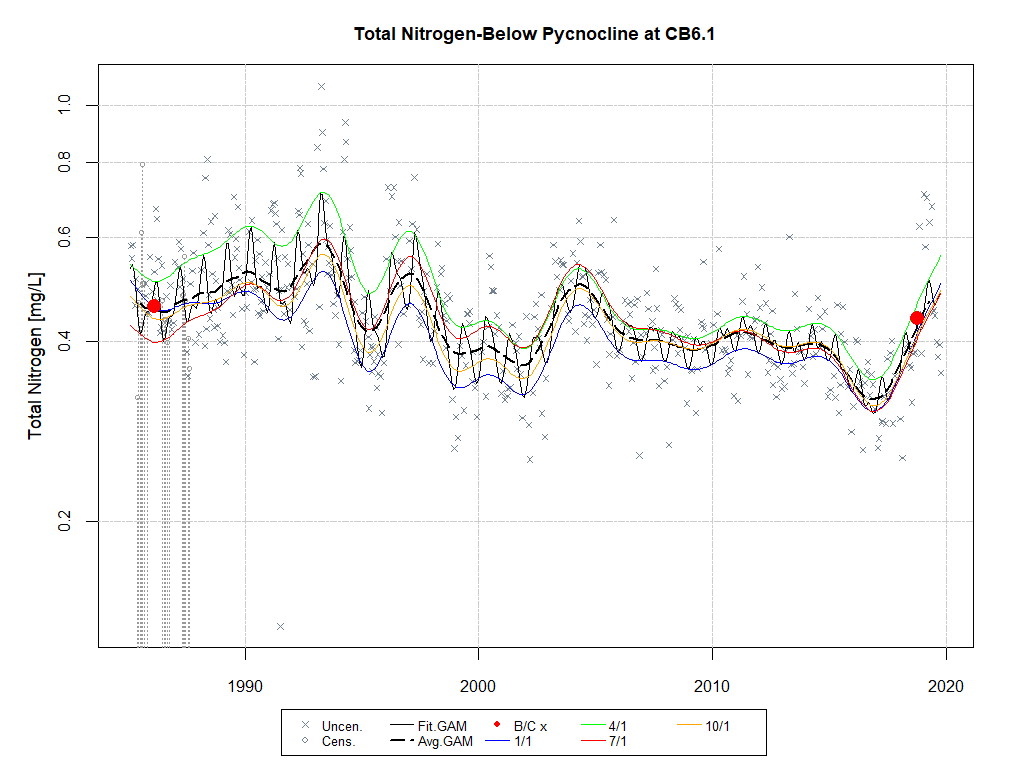 Total Nitrogen-Below Pycnocline at CB6.1
Total Nitrogen [mg/L]
1.0
0.8
0.6
0.4
0.2
1990 2000 2010 2020
Uncen. Fit.GAM B/C x 4/1 10/1
Cens. Avg.GAM 1/1 7/1